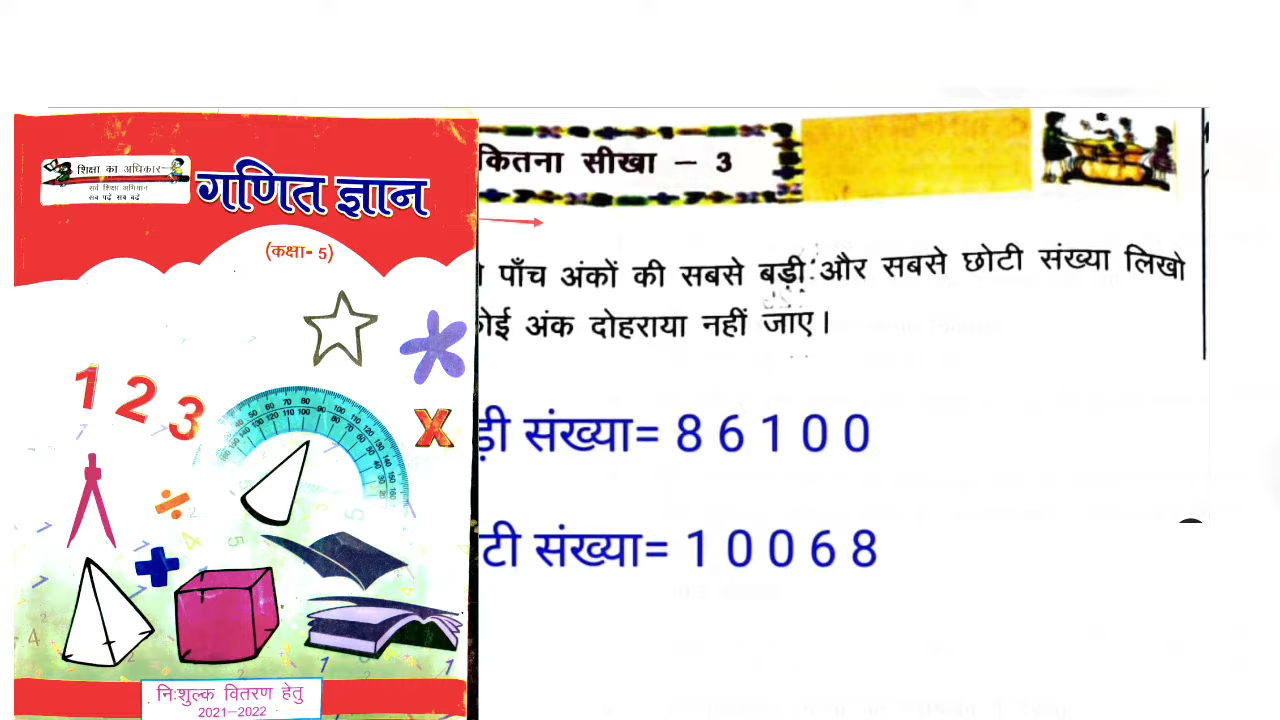 शिक्षा का अधिकार
सर्व शिक्षा अभियान
सब पढ़ें सब बढ़ें
गणित ज्ञान
(कक्षा- 5)
1 2 3
निःशुल्क वितरण हेतु
2021-2022
कितना सीखा - 3
पाँच अंकों की सबसे बड़ी और सबसे छोटी संख्या लिखो
कोई अंक दोहराया नहीं जाए।
संख्या= 8 6 1 0 0
संख्या= 1 0 0 6 8